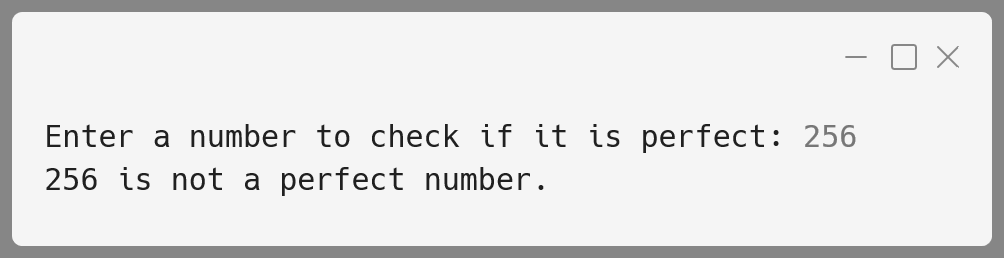 Enter a number to check if it is perfect: 256
256 is not a perfect number.